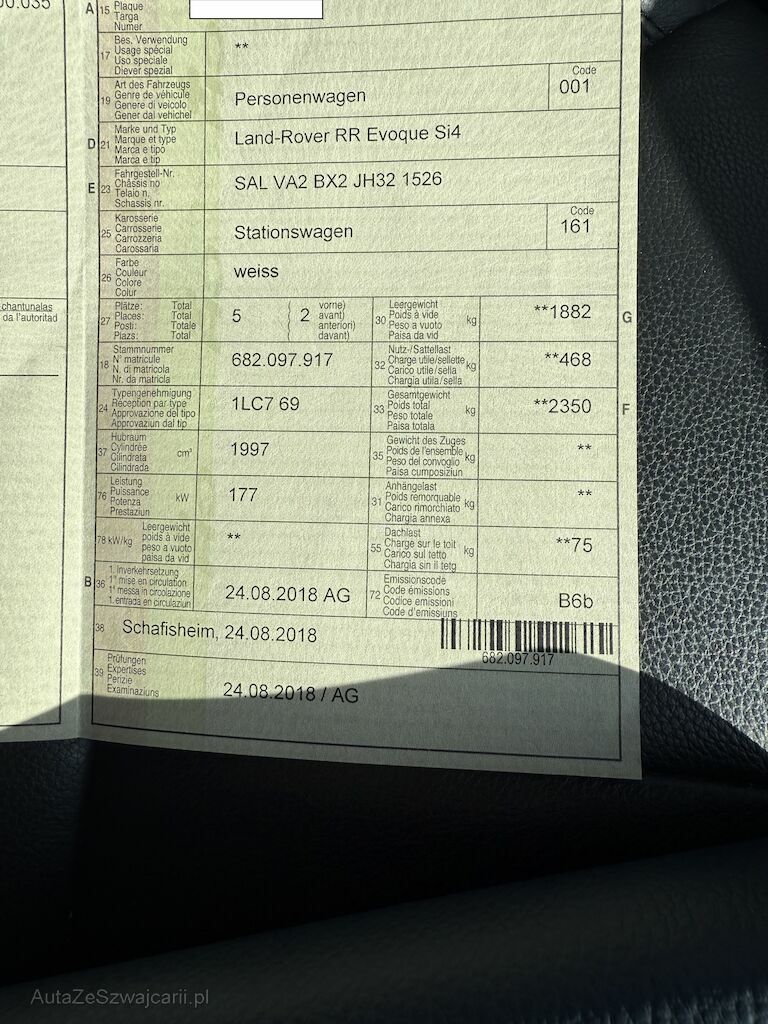 00.035
A 15 Plaque
Targa
Numer
17 Bes. Verwendung
Usage spécial
Uso speciale
Diever spezial
**
19 Art des Fahrzeugs
Genre de véhicule
Genere di veicolo
Gener dal vehichel
Personenwagen
Code
001
D 21 Marke und Typ
Marque et type
Marca e tipo
Marca e tip
Land-Rover RR Evoque Si4
E 23 Fahrgestell-Nr.
Châssis no
Telaio n.
Schassis nr.
SAL VA2 BX2 JH32 1526
25 Karosserie
Carrosserie
Carrozzeria
Carossaria
Stationswagen
Code
161
26 Farbe
Couleur
Colore
Colur
weiss
chantunalas
da l'autoritad
27 Plätze: Total
Places: Total
Posti: Totale
Plazs: Total
5 ( 2 vorne)
avant)
anteriori)
davant)
30 Leergewicht
Poids à vide
Peso a vuoto
Paisa da vid
kg
**1882
G
18 Stammnummer
N° matricule
N. di matricola
Nr. da matricla
682.097.917
32 Nutz-/Sattellast
Charge utile/sellette
Carico utile/sella
Chargia utila/sella
kg
**468
24 Typengenehmigung
Réception par type
Approvazione del tipo
Approvaziun dal tip
1LC7 69
33 Gesamtgewicht
Poids total
Peso totale
Paisa totala
kg
**2350
F
37 Hubraum
Cylindrée
Cilindrata
Cilindrada
cm³
1997
35 Gewicht des Zuges
Poids de l'ensemble
Peso del convoglio
Paisa cumposiziun
kg
**
76 Leistung
Puissance
Potenza
Prestaziun
kW
177
31 Anhängelast
Poids remorquable
Carico rimorchiato
Chargia annexa
kg
**
78 kW/kg Leergewicht
poids à vide
peso a vuoto
paisa da vid
**
55 Dachlast
Charge sur le toit
Carico sul tetto
Chargia sin il tetg
kg
**75
B 36 1. Inverkehrsetzung
1re mise en circulation
1a messa in circolazione
1. entrada en circulaziun
24.08.2018 AG
72 Emissionscode
Code émissions
Codice emissioni
Code d'emissiuns
B6b
38 Schafisheim, 24.08.2018
682.097.917
39 Prüfungen
Expertises
Perizie
Examinaziuns
24.08.2018 / AG
AutaZeSzwajcarii.pl